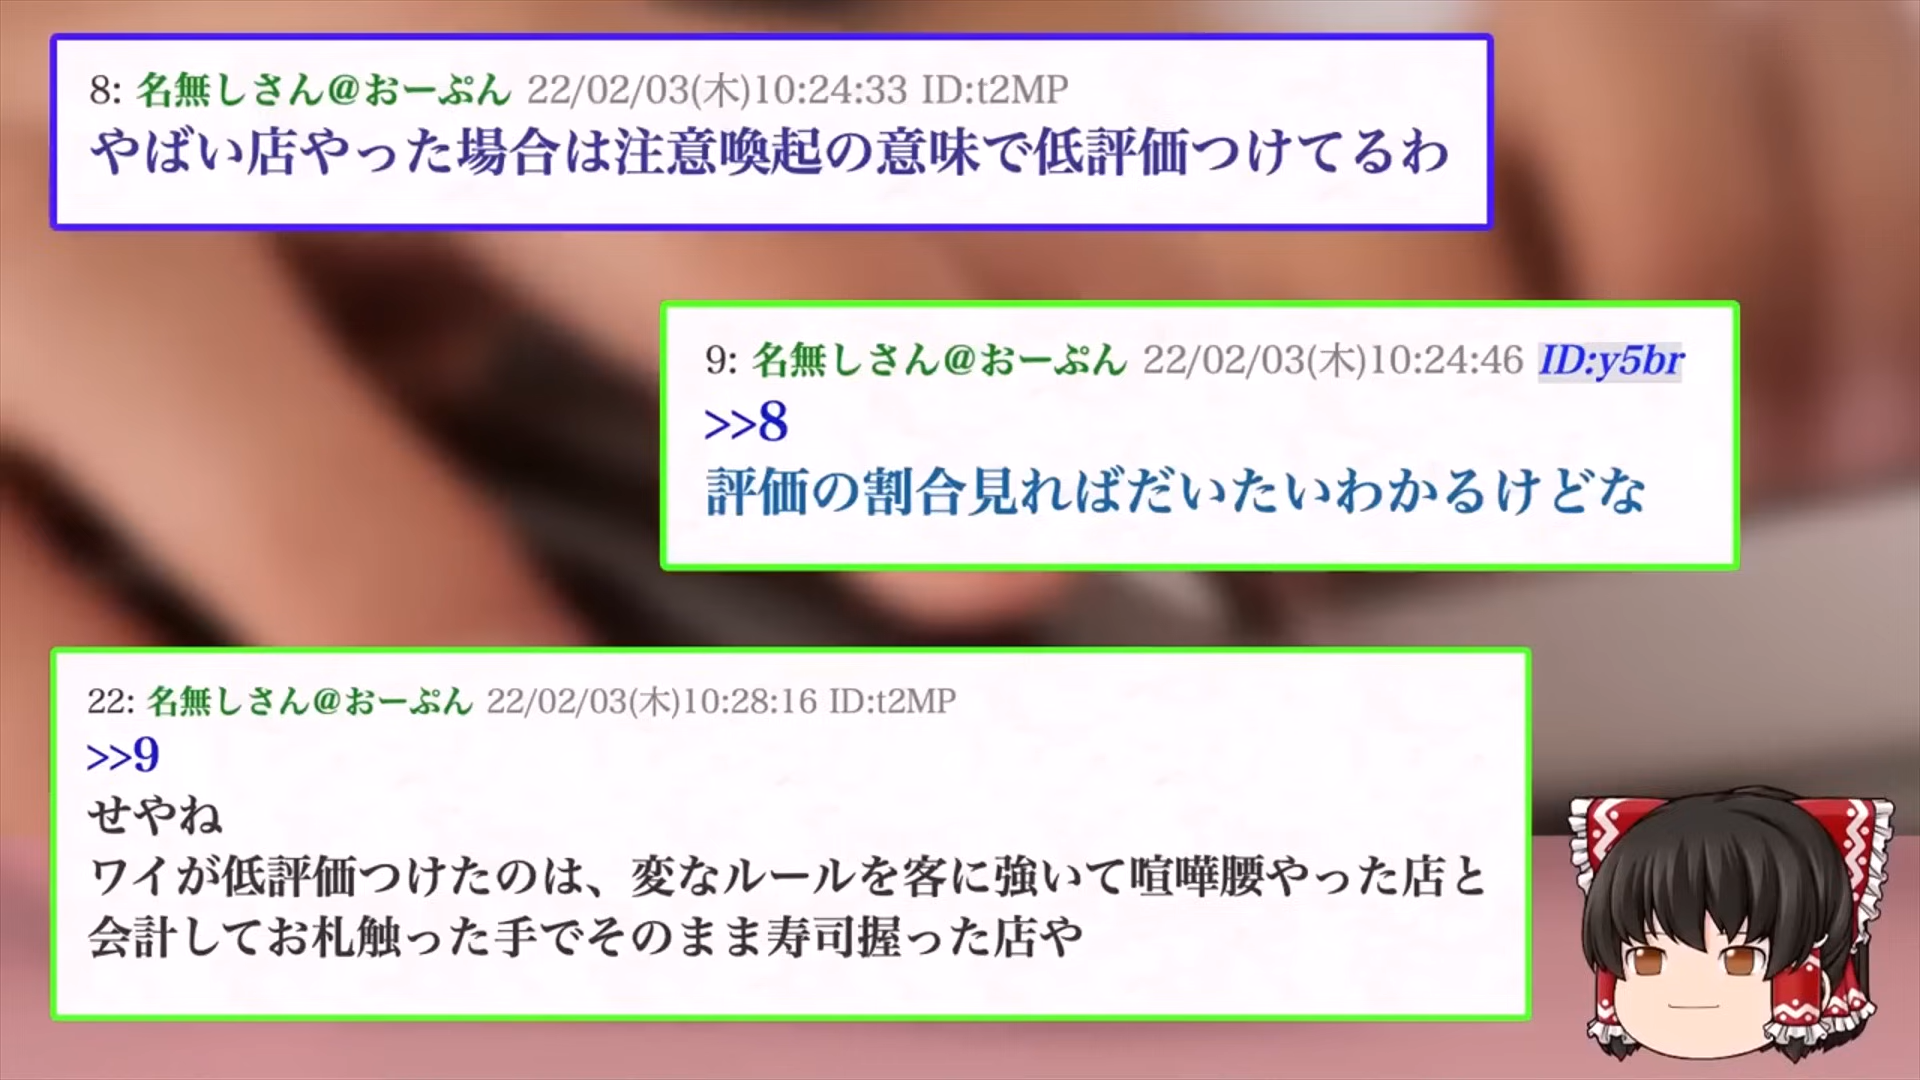 8: 名無しさん@おーぷん 22/02/03(木)10:24:33 ID:t2MP
やばい店やった場合は注意喚起の意味で低評価つけてるわ
9: 名無しさん@おーぷん 22/02/03(木)10:24:46 ID:y5br
>>8
評価の割合見ればだいたいわかるけどな
22: 名無しさん@おーぷん 22/02/03(木)10:28:16 ID:t2MP
>>9
せやね
ワイが低評価つけたのは、変なルールを客に強いて喧嘩腰やった店と
会計してお札触った手でそのまま寿司握った店や